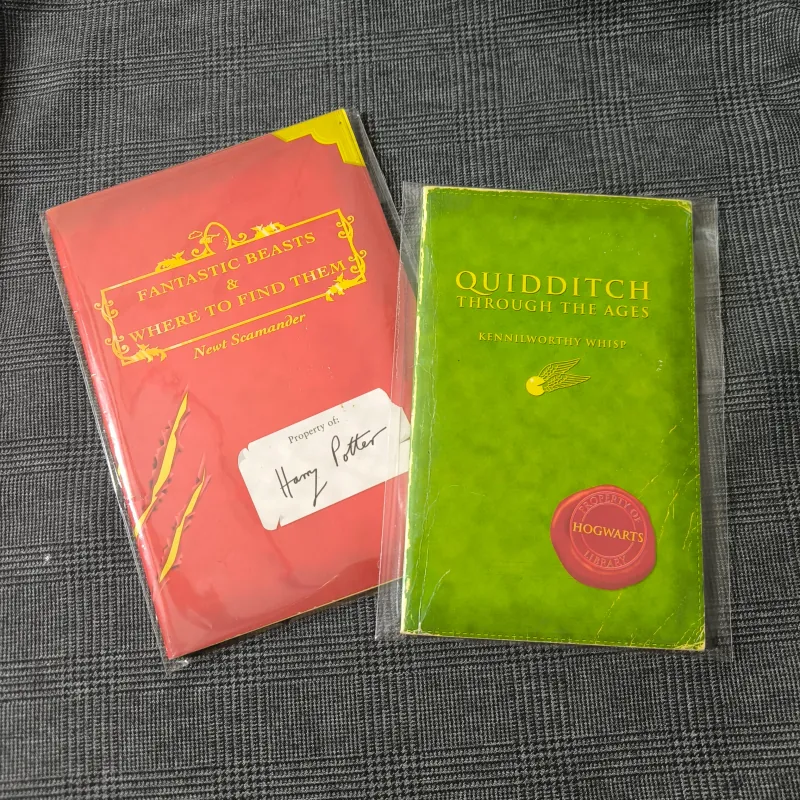 FANTASTIC BEASTS
&
WHERE TO FIND THEM
Newt Scamander
Property of:
Harry Potter
QUIDDITCH
THROUGH THE AGES
KENNILWORTHY WHISP
PROPERTY OF
HOGWARTS
LIBRARY